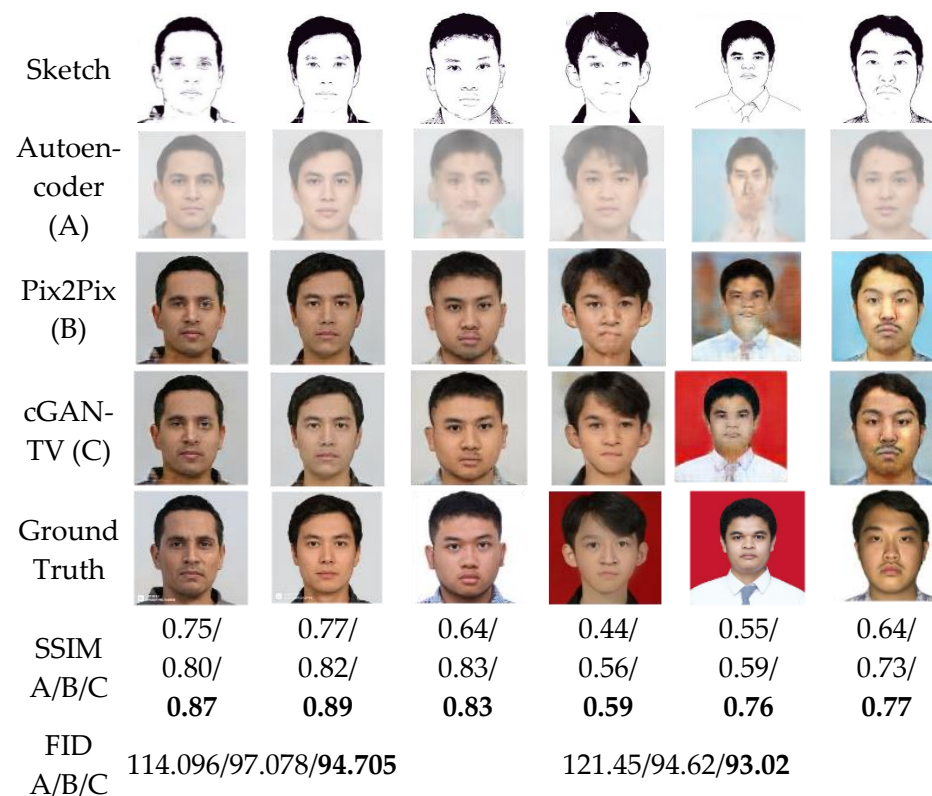 Sketch
Autoen-
coder
(A)
Pix2Pix
(B)
cGAN-
TV (C)
Ground
Truth
SSIM
A/B/C
0.75/ 0.77/ 0.64/ 0.44/ 0.55/ 0.64/
0.80/ 0.82/ 0.83/ 0.56/ 0.59/ 0.73/
0.87 0.89 0.83 0.59 0.76 0.77
FID
A/B/C
114.096/97.078/94.705 121.45/94.62/93.02